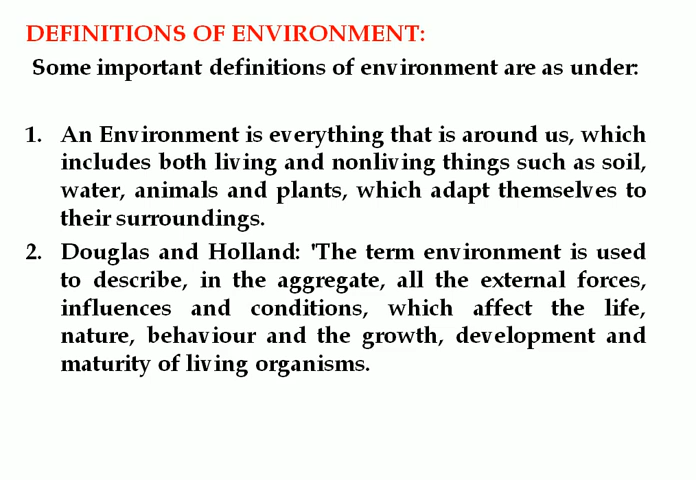 DEFINITIONS OF ENVIRONMENT:
Some important definitions of environment are as under:
1. An Environment is everything that is around us, which
includes both living and nonliving things such as soil,
water, animals and plants, which adapt themselves to
their surroundings.
2. Douglas and Holland: 'The term environment is used
to describe, in the aggregate, all the external forces,
influences and conditions, which affect the life,
nature, behaviour and the growth, development and
maturity of living organisms.